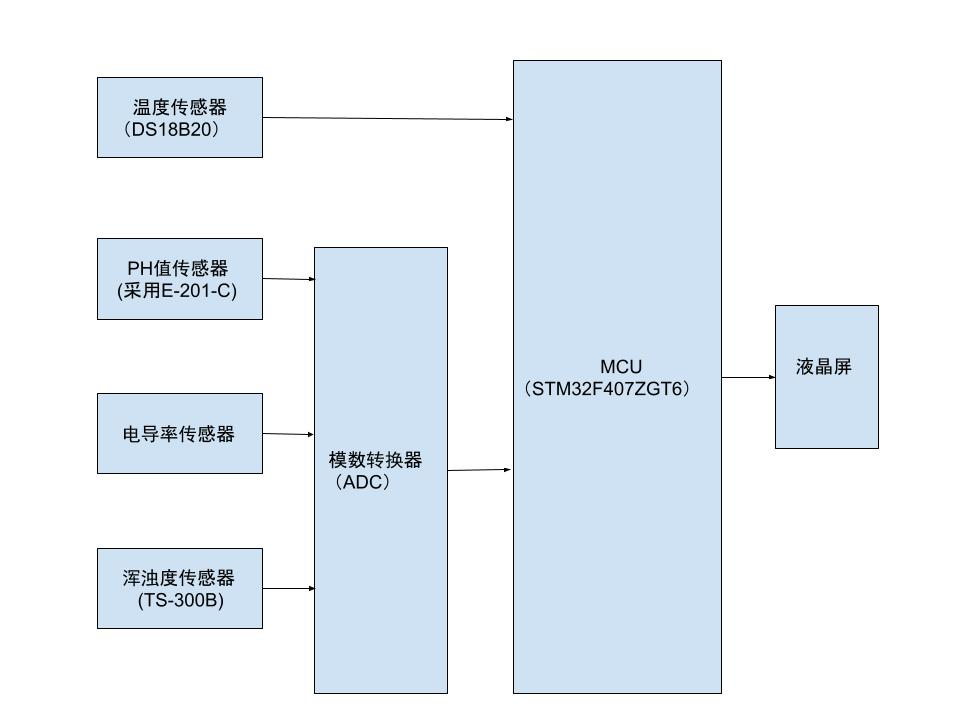 温度传感器
（DS18B20）
PH值传感器
(采用E-201-C)
电导率传感器
浑浊度传感器
(TS-300B)
模数转换器
（ADC）
MCU
（STM32F407ZGT6）
液晶屏